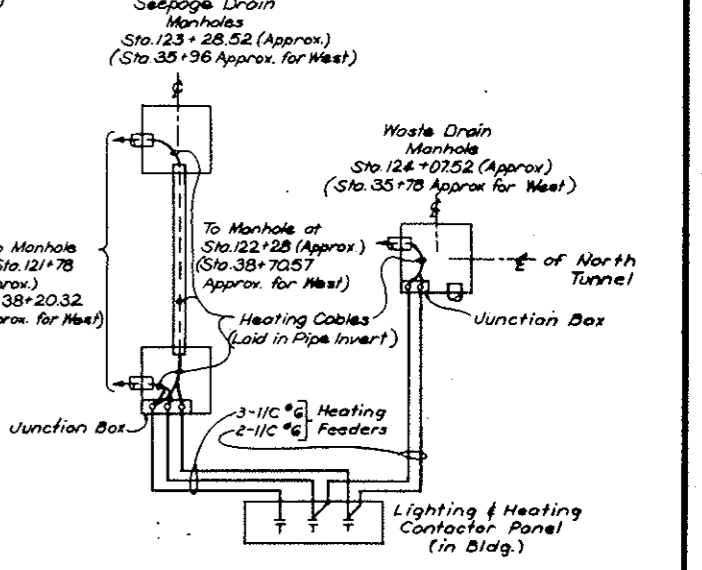 Seepage Drain
Manholes
Sta. 123 + 28.52 (Approx.)
(Sta. 35+96 Approx. for West)
℄
Waste Drain
Manhole
Sta. 124 +07.52 (Approx)
(Sta. 35+78 Approx for West)
℄
To Manhole at
Sta. 122+28 (Approx.)
(Sta. 38+70.57
Approx. for West)
Manhole
Sta. 121+78
38+20.32
for West)
℄ of North
Tunnel
Heating Cables
(Laid in Pipe Invert)
Junction Box
Junction Box
3-1/C #6 Heating
2-1/C #6 Feeders
Lighting & Heating
Contactor Panel
(in Bldg.)